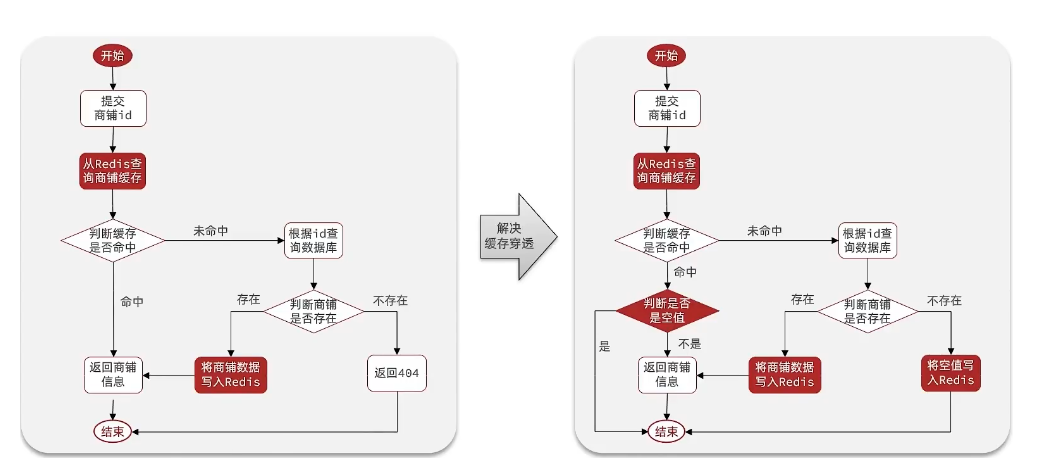 开始
提交
商铺id
从Redis查
询商铺缓存
判断缓存
是否命中
未命中
根据id查
询数据库
命中
存在
判断商铺
是否存在
不存在
返回商铺
信息
将商铺数据
写入Redis
返回404
结束
解决
缓存穿透
开始
提交
商铺id
从Redis查
询商铺缓存
判断缓存
是否命中
未命中
根据id查
询数据库
命中
判断是否
是空值
存在
判断商铺
是否存在
不存在
是
不是
返回商铺
信息
将商铺数据
写入Redis
将空值写
入Redis
结束